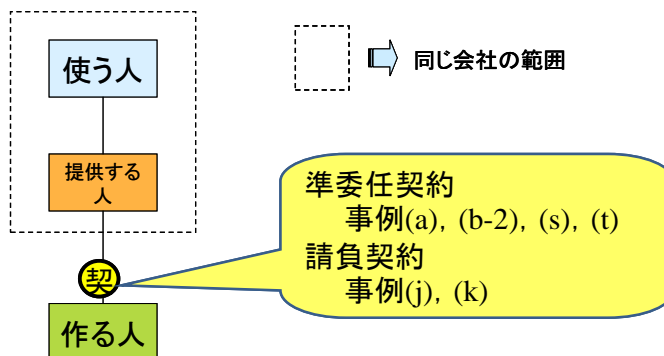 使う人
同じ会社の範囲
提供する
人
準委任契約
事例(a), (b-2), (s), (t)
請負契約
事例(j), (k)
契
作る人